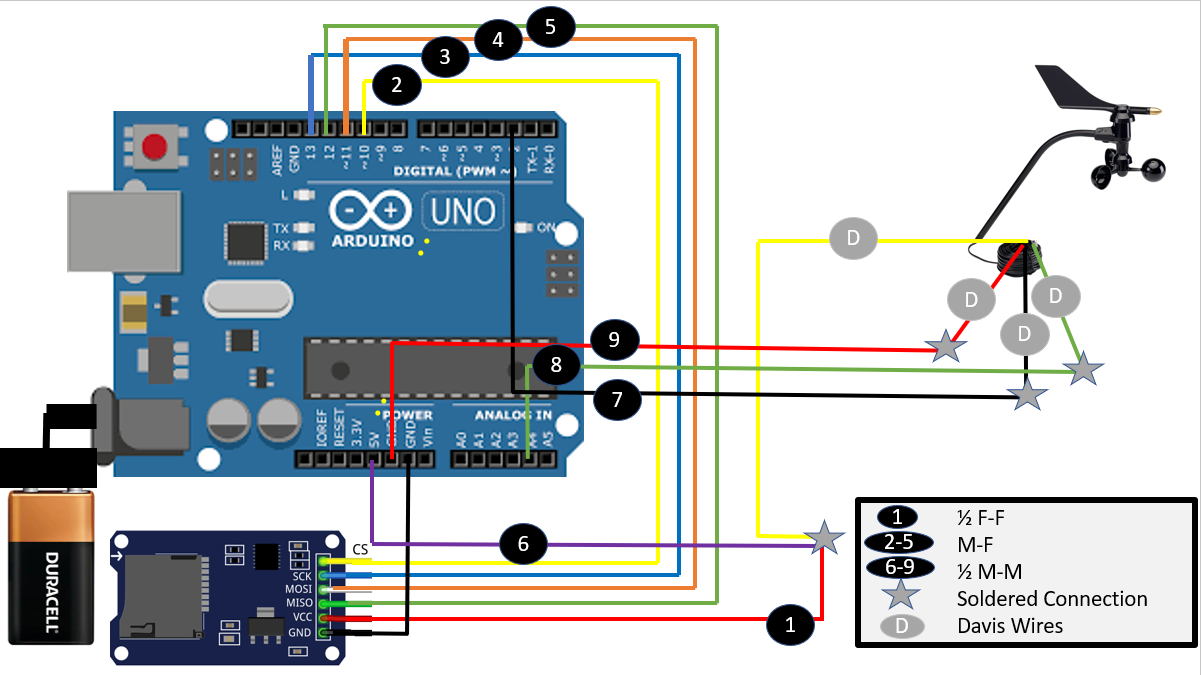 5
4
3
2
AREF
GND
13
12
~11
~10
~9
8
7
~6
~5
4
~3
2
TX-1
RX-0
DIGITAL (PWM ~)
L
TX
RX
ARDUINO
UNO
ON
D
D
D
D
9
8
7
POWER
ANALOG IN
IOREF
RESET
3.3V
5V
GND
GND
Vin
A0
A1
A2
A3
A4
A5
6
DURACELL
CS
SCK
MOSI
MISO
VCC
GND
1
1 ½ F-F
2-5 M-F
6-9 ½ M-M
Soldered Connection
D Davis Wires